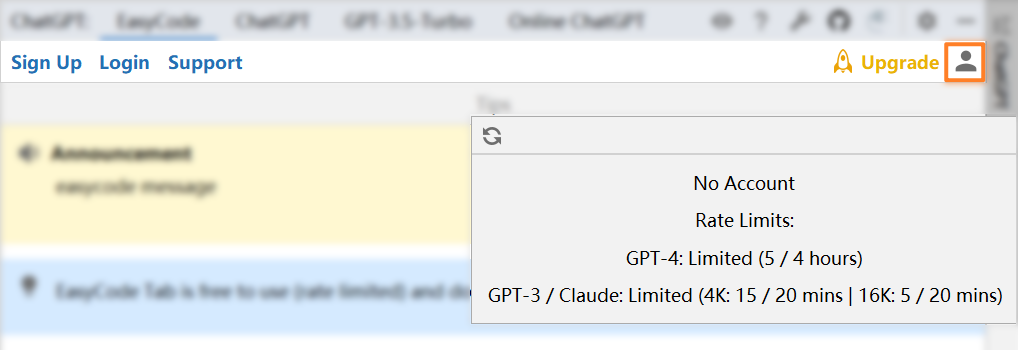 ChatGPT: EasyCode ChatGPT GPT-3.5-Turbo Online ChatGPT
Sign Up Login Support Upgrade
ChatGPT
Tips
No Account
Announcement
easycode message
Rate Limits:
GPT-4: Limited (5 / 4 hours)
EasyCode Tab is free to use (rate limited) and
GPT-3 / Claude: Limited (4K: 15 / 20 mins | 16K: 5 / 20 mins)